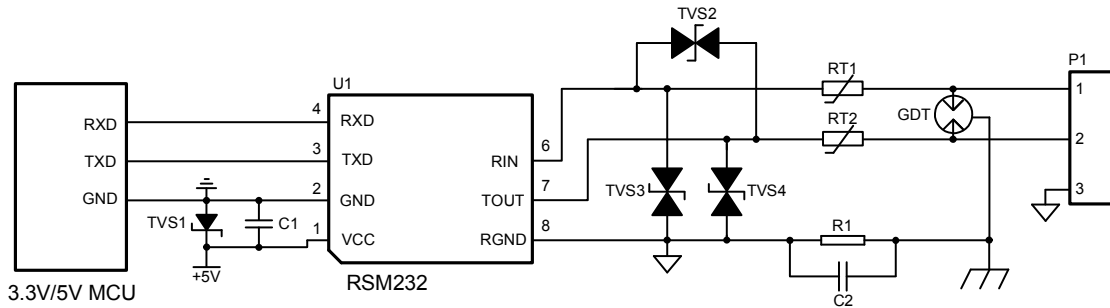 TVS2
P1
RT1
U1
1
4
RXD
RXD
GDT
RT2
6
2
3
TXD
TXD
RIN
7
2
GND
GND
TOUT
TVS3
TVS4
3
TVS1
C1
1
VCC
RGND
8
R1
+5V
RSM232
C2
3.3V/5V MCU